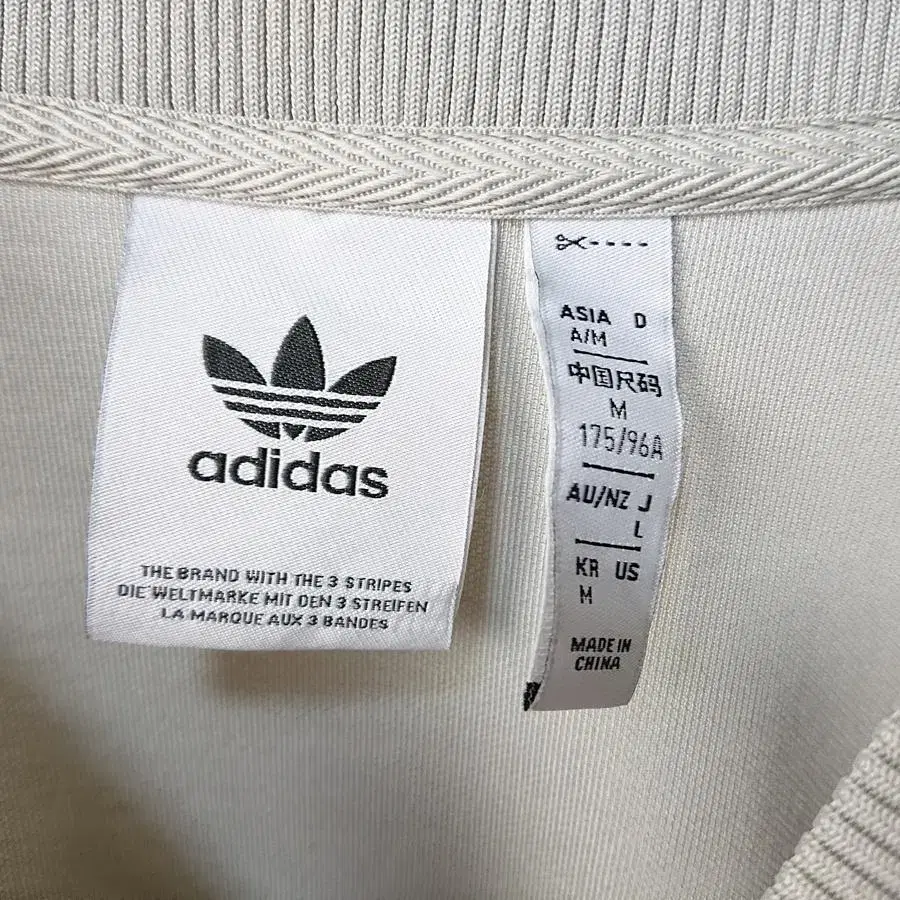 adidas
THE BRAND WITH THE 3 STRIPES
DIE WELTMARKE MIT DEN 3 STREIFEN
LA MARQUE AUX 3 BANDES
ASIA D
A/M
中国尺码
M
175/96A
AU/NZ J
L
KR US
M
MADE IN
CHINA